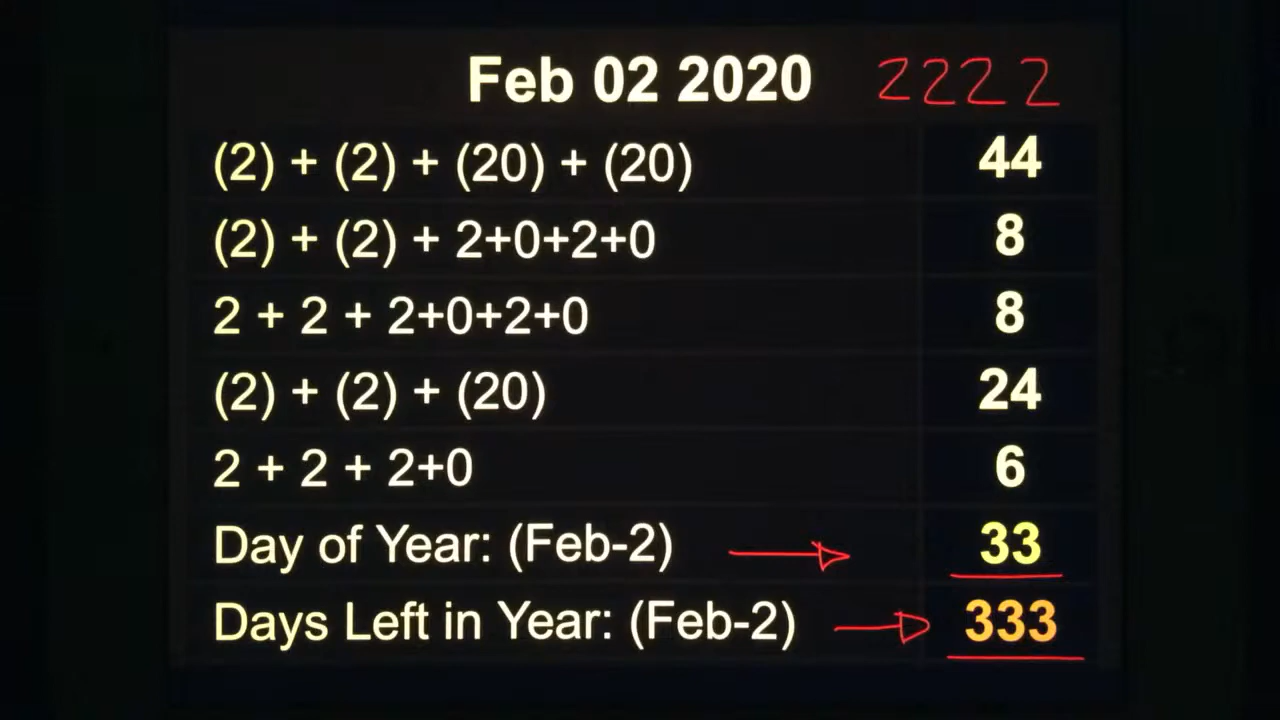 Feb 02 2020 2222
(2) + (2) + (20) + (20) 44
(2) + (2) + 2+0+2+0 8
2 + 2 + 2+0+2+0 8
(2) + (2) + (20) 24
2 + 2 + 2+0 6
Day of Year: (Feb-2) 33
Days Left in Year: (Feb-2) 333